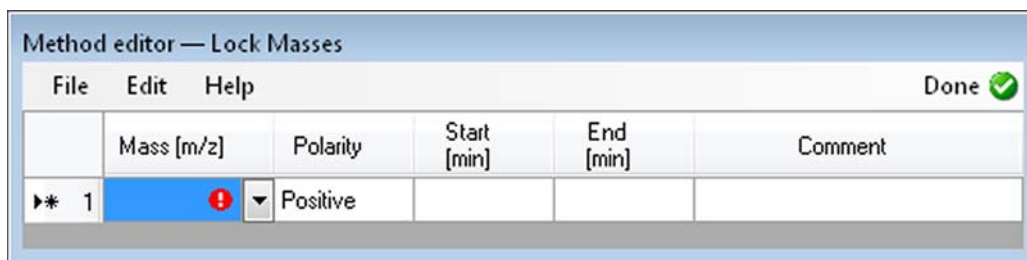 Method editor — Lock Masses
File Edit Help Done
Mass [m/z] Polarity Start [min] End [min] Comment
1 Positive